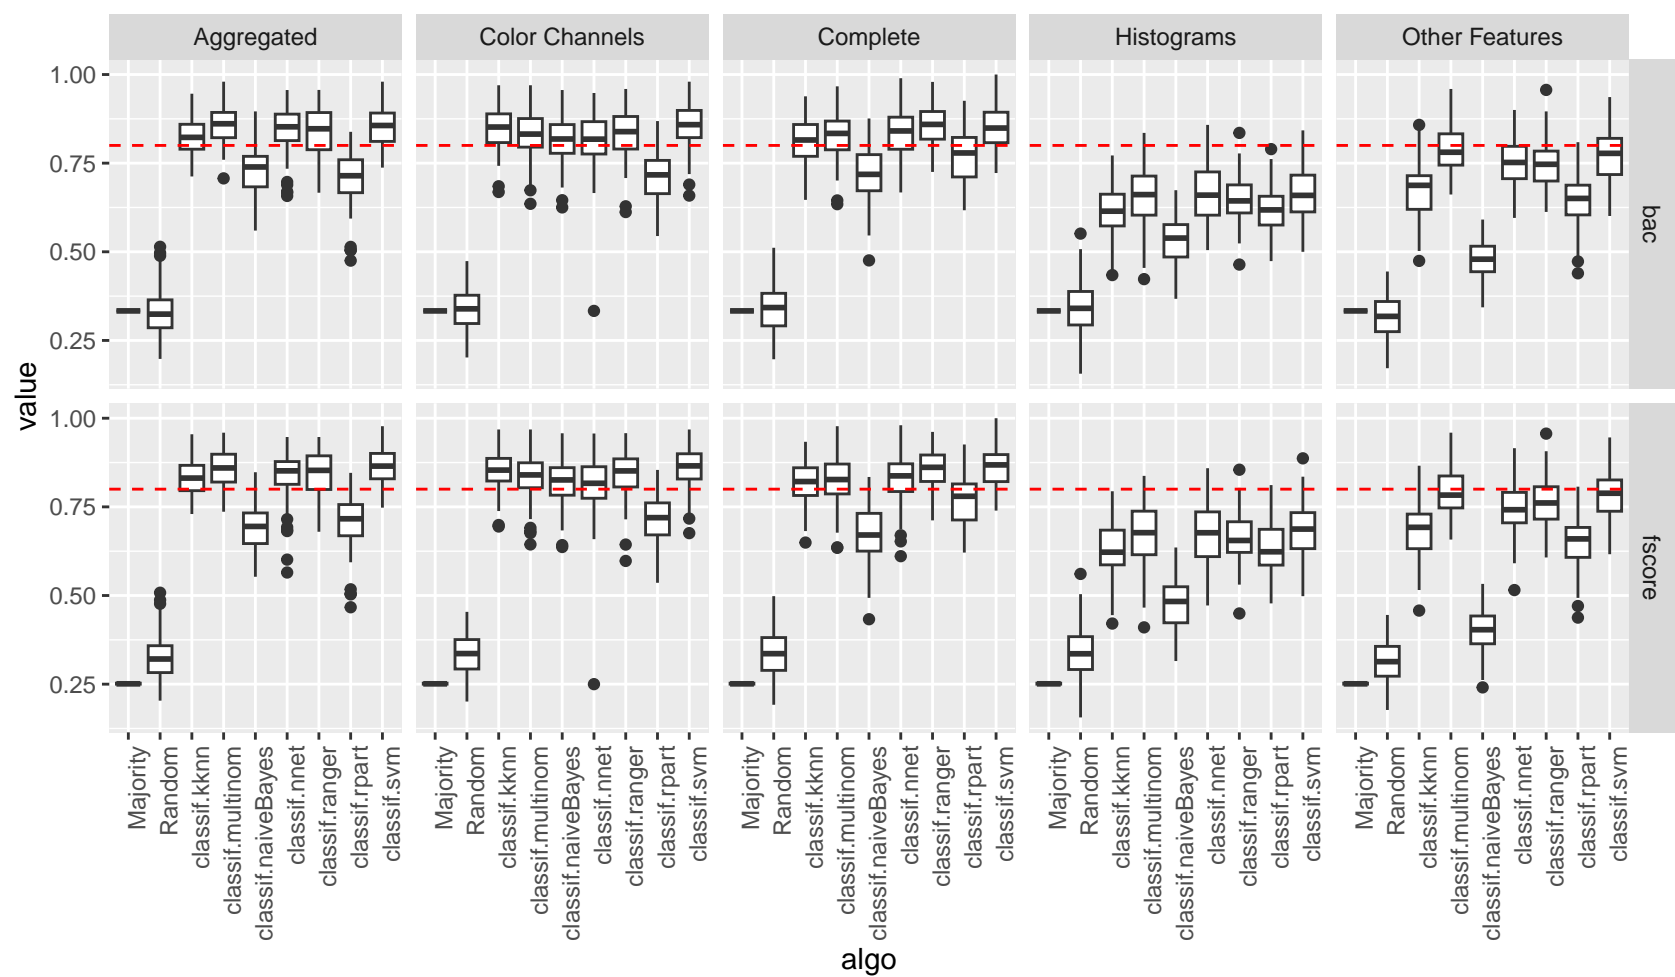 Aggregated
Color Channels
Complete
Histograms
Other Features
value
1.00
0.75
0.50
0.25
bac
1.00
0.75
0.50
0.25
fscore
Majority
Random
classif.kknn
classif.multinom
classif.naiveBayes
classif.nnet
classif.ranger
classif.rpart
classif.svm
Majority
Random
classif.kknn
classif.multinom
classif.naiveBayes
classif.nnet
classif.ranger
classif.rpart
classif.svm
Majority
Random
classif.kknn
classif.multinom
classif.naiveBayes
classif.nnet
classif.ranger
classif.rpart
classif.svm
Majority
Random
classif.kknn
classif.multinom
classif.naiveBayes
classif.nnet
classif.ranger
classif.rpart
classif.svm
Majority
Random
classif.kknn
classif.multinom
classif.naiveBayes
classif.nnet
classif.ranger
classif.rpart
classif.svm
algo